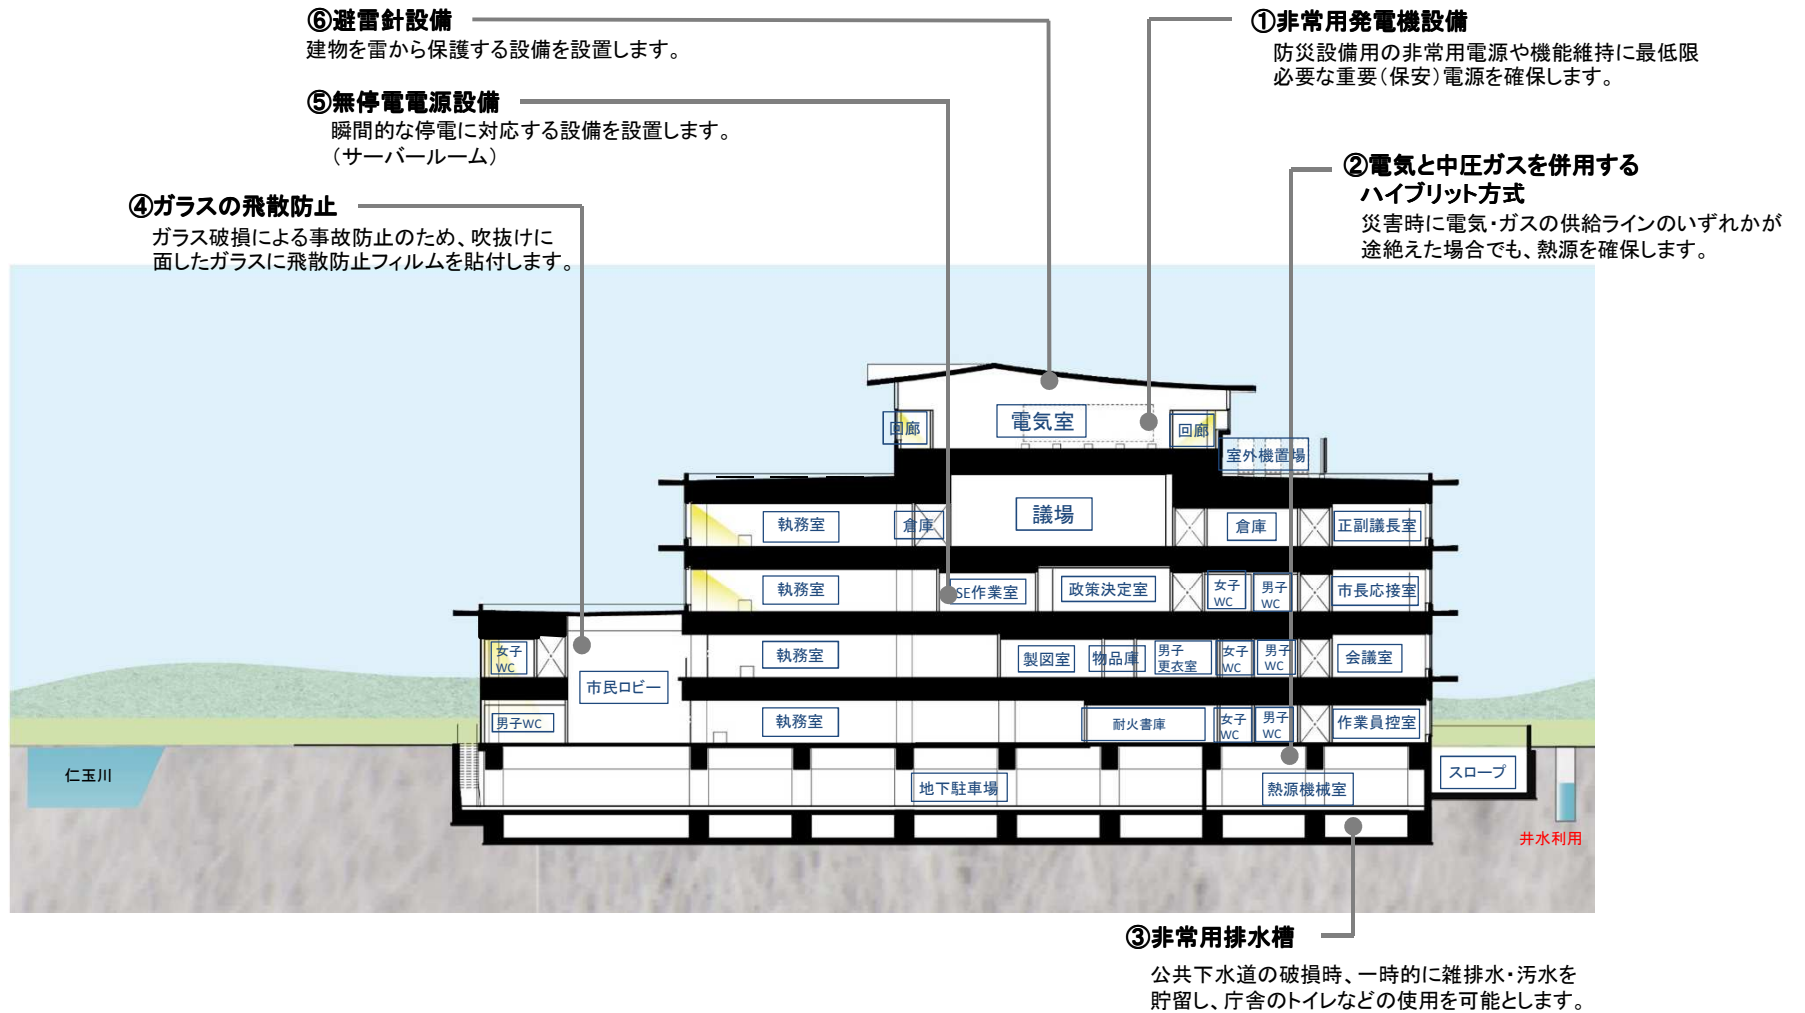 ⑥避雷針設備
建物を雷から保護する設備を設置します。
①非常用発電機設備
防災設備用の非常用電源や機能維持に最低限
必要な重要（保安）電源を確保します。
⑤無停電電源設備
瞬間的な停電に対応する設備を設置します。
（サーバールーム）
②電気と中圧ガスを併用する
ハイブリット方式
災害時に電気・ガスの供給ラインのいずれかが
途絶えた場合でも、熱源を確保します。
④ガラスの飛散防止
ガラス破損による事故防止のため、吹抜けに
面したガラスに飛散防止フィルムを貼付します。
回廊
電気室
回廊
室外機置場
執務室
倉庫
議場
倉庫
正副議長室
執務室
SE作業室
政策決定室
女子
WC
男子
WC
市長応接室
女子
WC
執務室
製図室
物品庫
男子
更衣室
女子
WC
男子
WC
会議室
市民ロビー
男子WC
執務室
耐火書庫
女子
WC
男子
WC
作業員控室
仁玉川
地下駐車場
熱源機械室
スロープ
井水利用
③非常用排水槽
公共下水道の破損時、一時的に雑排水・汚水を
貯留し、庁舎のトイレなどの使用を可能とします。